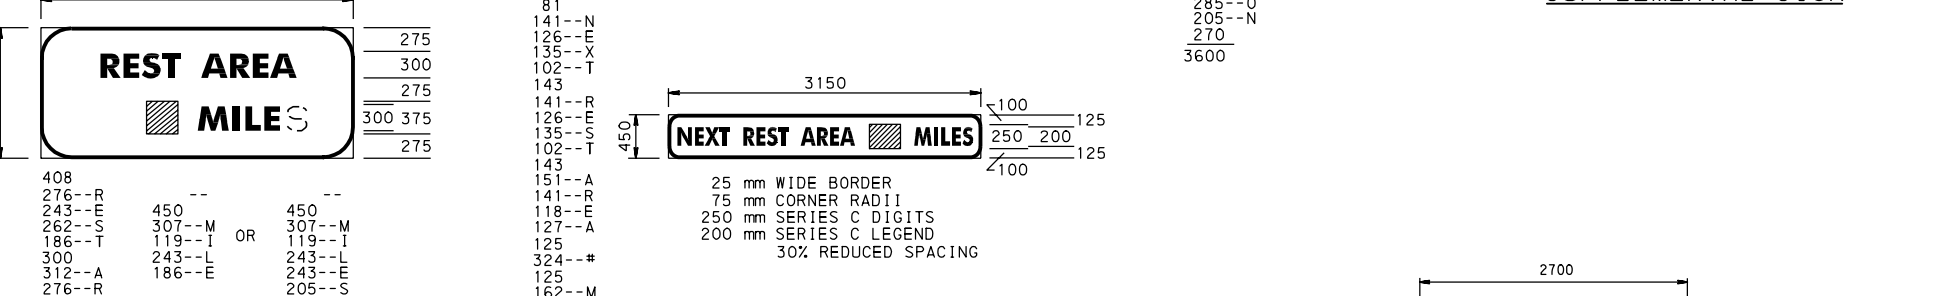 REST AREA
MILES
275
300
275
300 375
275
408
276--R
243--E
262--S
186--T
300
312--A
276--R
--
450
307--M
119--I
243--L
186--E
OR
--
450
307--M
119--I
243--L
243--E
205--S
81
141--N
126--E
135--X
102--T
143
141--R
126--E
135--S
102--T
143
151--A
141--R
118--E
127--A
125
324--#
125
162--M
3150
450
NEXT REST AREA MILES
100
125
250 200
125
100
25 mm WIDE BORDER
75 mm CORNER RADII
250 mm SERIES C DIGITS
200 mm SERIES C LEGEND
30% REDUCED SPACING
285--O
205--N
270
3600
2700